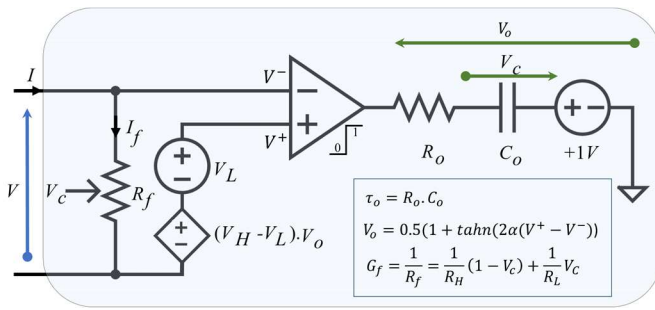 V_o
I
V^-
V_c
1
0
V^+
I_f
R_o
C_o
+1V
V_L
V
V_c
R_f
(V_H -V_L).V_o
τ_o = R_o.C_o
V_o = 0.5(1 + tahn(2α(V^+ − V^-))
G_f = 1/R_f = 1/R_H (1 − V_c) + 1/R_L V_C